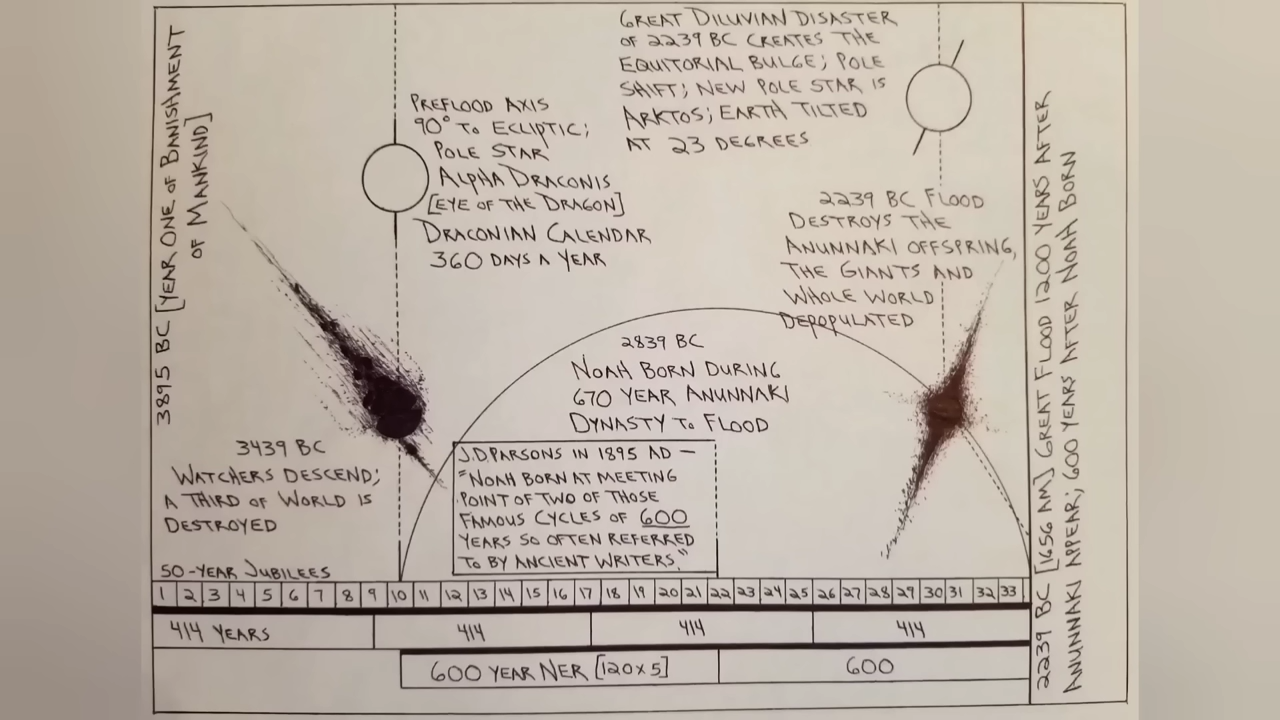 3895 BC [YEAR ONE OF BANISHMENT
OF MANKIND]
PREFLOOD AXIS
90° TO ECLIPTIC;
POLE STAR
ALPHA DRACONIS
[EYE OF THE DRAGON]
DRACONIAN CALENDAR
360 DAYS A YEAR
GREAT DILUVIAN DISASTER
OF 2239 BC CREATES THE
EQUITORIAL BULGE; POLE
SHIFT; NEW POLE STAR IS
ARKTOS; EARTH TILTED
AT 23 DEGREES
2239 BC FLOOD
DESTROYS THE
ANUNNAKI OFFSPRING,
THE GIANTS AND
WHOLE WORLD
DEPOPULATED
2839 BC
NOAH BORN DURING
670 YEAR ANUNNAKI
DYNASTY TO FLOOD
3439 BC
WATCHERS DESCEND;
A THIRD OF WORLD IS
DESTROYED
J.D. PARSONS IN 1895 AD —
"NOAH BORN AT MEETING
POINT OF TWO OF THOSE
FAMOUS CYCLES OF 600
YEARS SO OFTEN REFERRED
TO BY ANCIENT WRITERS."
50-YEAR JUBILEES
1 2 3 4 5 6 7 8 9 10 11 12 13 14 15 16 17 18 19 20 21 22 23 24 25 26 27 28 29 30 31 32 33
414 YEARS 414 414 414
600 YEAR NER [120×5] 600
2239 BC [1656 AM] GREAT FLOOD 1200 YEARS AFTER
ANUNNAKI APPEAR; 600 YEARS AFTER NOAH BORN